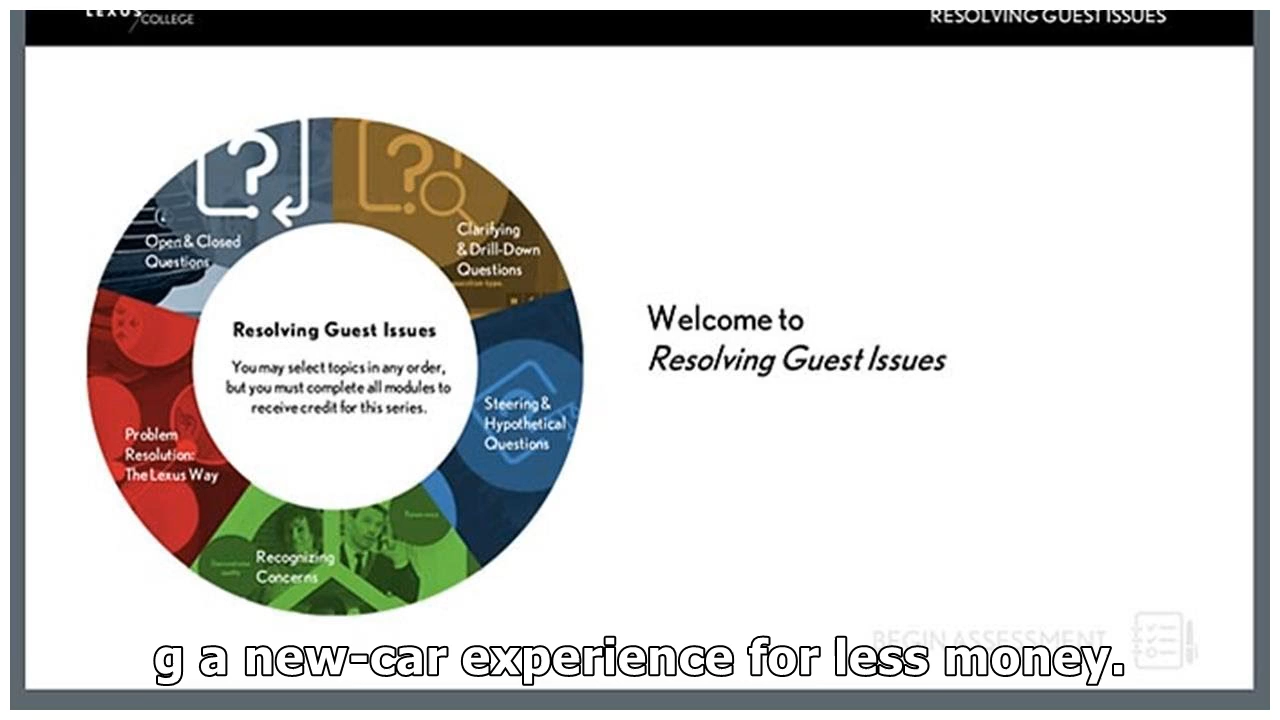 LEXUS
COLLEGE
RESOLVING GUEST ISSUES
Open & Closed
Questions
Clarifying
& Drill-Down
Questions
Resolving Guest Issues
You may select topics in any order,
but you must complete all modules to
receive credit for this series.
Welcome to
Resolving Guest Issues
Steering &
Hypothetical
Questions
Problem
Resolution:
The Lexus Way
Recognizing
Concerns
BEGIN ASSESSMENT
g a new-car experience for less money.